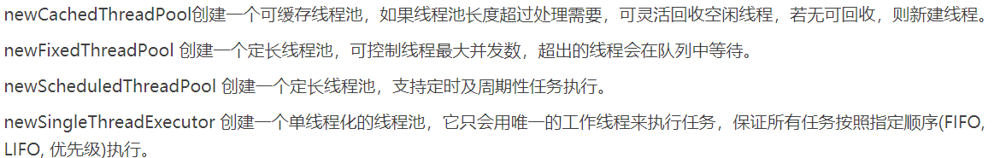 newCachedThreadPool创建一个可缓存线程池，如果线程池长度超过处理需要，可灵活回收空闲线程，若无可回收，则新建线程。
newFixedThreadPool 创建一个定长线程池，可控制线程最大并发数，超出的线程会在队列中等待。
newScheduledThreadPool 创建一个定长线程池，支持定时及周期性任务执行。
newSingleThreadExecutor 创建一个单线程化的线程池，它只会用唯一的工作线程来执行任务，保证所有任务按照指定顺序(FIFO,
LIFO, 优先级)执行。